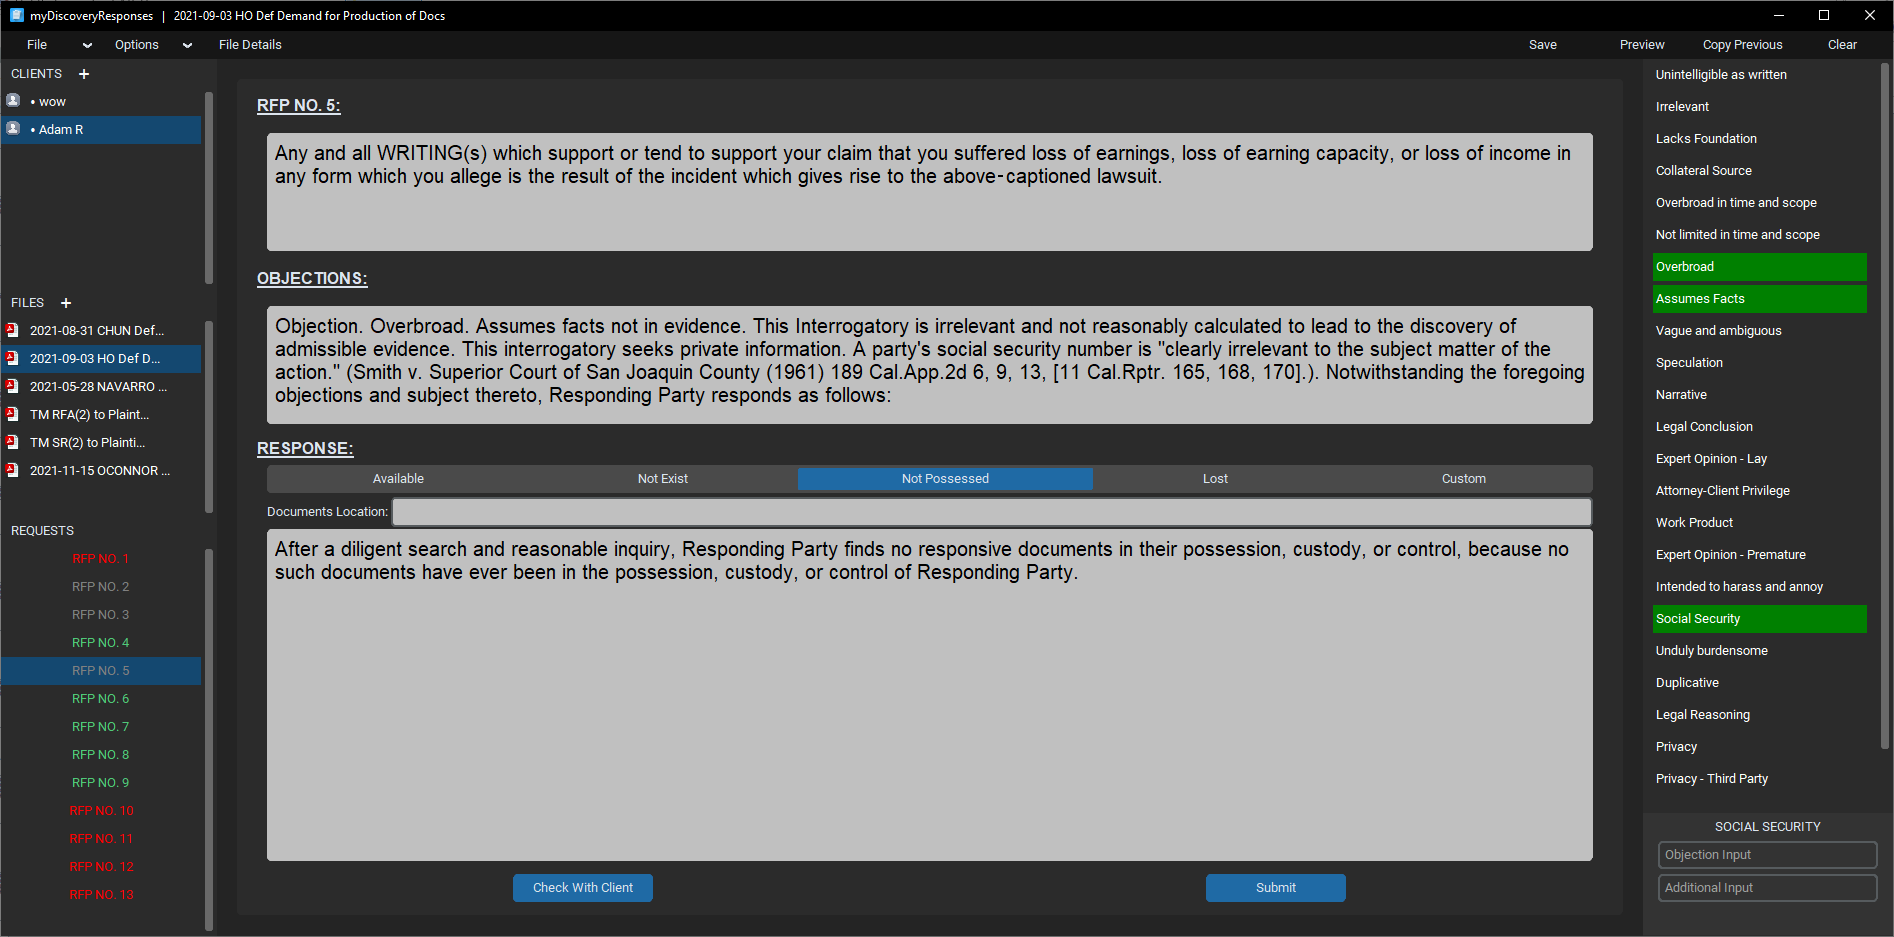 myDiscoveryResponses | 2021-09-03 HO Def Demand for Production of Docs
File Options File Details Save Preview Copy Previous Clear
CLIENTS +
• wow
• Adam R
FILES +
2021-08-31 CHUN Def...
2021-09-03 HO Def D...
2021-05-28 NAVARRO ...
TM RFA(2) to Plaint...
TM SR(2) to Plainti...
2021-11-15 OCONNOR ...
REQUESTS
RFP NO. 1
RFP NO. 2
RFP NO. 3
RFP NO. 4
RFP NO. 5
RFP NO. 6
RFP NO. 7
RFP NO. 8
RFP NO. 9
RFP NO. 10
RFP NO. 11
RFP NO. 12
RFP NO. 13
RFP NO. 5:
Any and all WRITING(s) which support or tend to support your claim that you suffered loss of earnings, loss of earning capacity, or loss of income in
any form which you allege is the result of the incident which gives rise to the above-captioned lawsuit.
OBJECTIONS:
Objection. Overbroad. Assumes facts not in evidence. This Interrogatory is irrelevant and not reasonably calculated to lead to the discovery of
admissible evidence. This interrogatory seeks private information. A party's social security number is "clearly irrelevant to the subject matter of the
action." (Smith v. Superior Court of San Joaquin County (1961) 189 Cal.App.2d 6, 9, 13, [11 Cal.Rptr. 165, 168, 170].). Notwithstanding the foregoing
objections and subject thereto, Responding Party responds as follows:
RESPONSE:
Available Not Exist Not Possessed Lost Custom
Documents Location:
After a diligent search and reasonable inquiry, Responding Party finds no responsive documents in their possession, custody, or control, because no
such documents have ever been in the possession, custody, or control of Responding Party.
Check With Client Submit
Unintelligible as written
Irrelevant
Lacks Foundation
Collateral Source
Overbroad in time and scope
Not limited in time and scope
Overbroad
Assumes Facts
Vague and ambiguous
Speculation
Narrative
Legal Conclusion
Expert Opinion - Lay
Attorney-Client Privilege
Work Product
Expert Opinion - Premature
Intended to harass and annoy
Social Security
Unduly burdensome
Duplicative
Legal Reasoning
Privacy
Privacy - Third Party
SOCIAL SECURITY
Objection Input
Additional Input